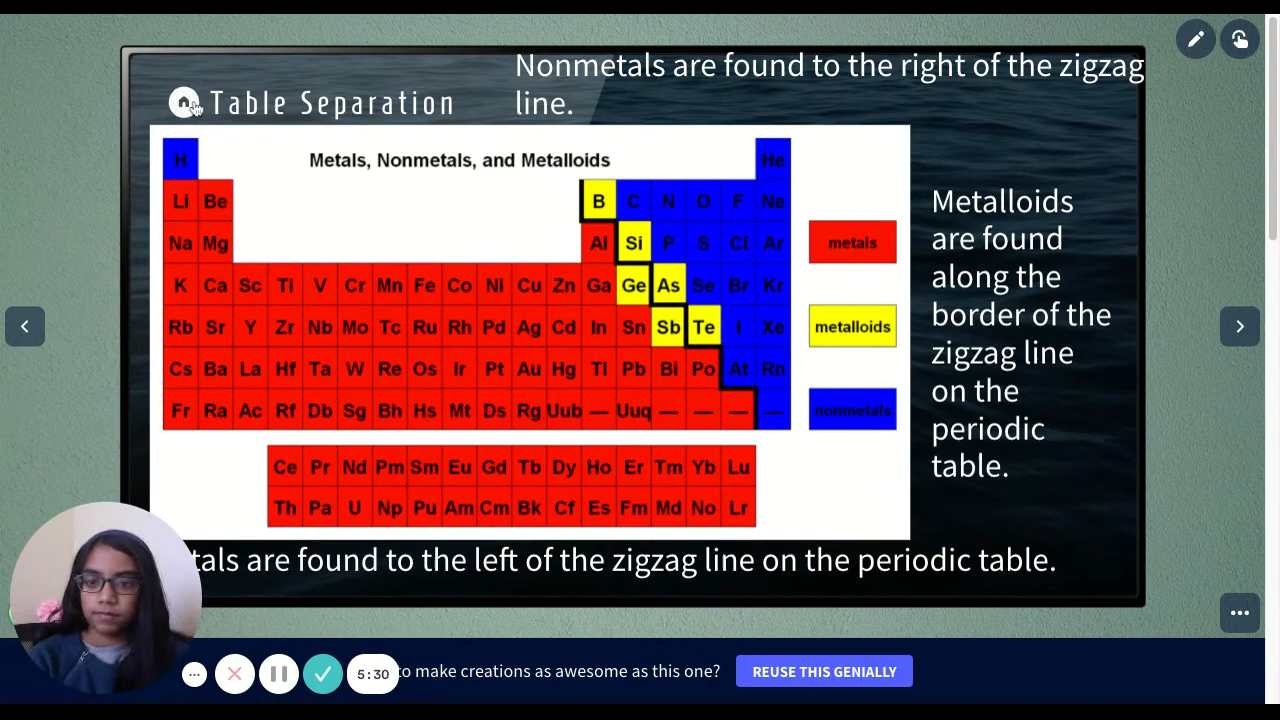 Nonmetals are found to the right of the zigzag
line.
Table Separation
Metals, Nonmetals, and Metalloids
H He
Li Be B C N O F Ne
Na Mg Al Si P S Cl Ar
K Ca Sc Ti V Cr Mn Fe Co Ni Cu Zn Ga Ge As Se Br Kr
Rb Sr Y Zr Nb Mo Tc Ru Rh Pd Ag Cd In Sn Sb Te I Xe
Cs Ba La Hf Ta W Re Os Ir Pt Au Hg Tl Pb Bi Po At Rn
Fr Ra Ac Rf Db Sg Bh Hs Mt Ds Rg Uub — Uuq — — — —
Ce Pr Nd Pm Sm Eu Gd Tb Dy Ho Er Tm Yb Lu
Th Pa U Np Pu Am Cm Bk Cf Es Fm Md No Lr
metals
metalloids
nonmetals
Metalloids
are found
along the
border of the
zigzag line
on the
periodic
table.
tals are found to the left of the zigzag line on the periodic table.
5:30
to make creations as awesome as this one?
REUSE THIS GENIALLY